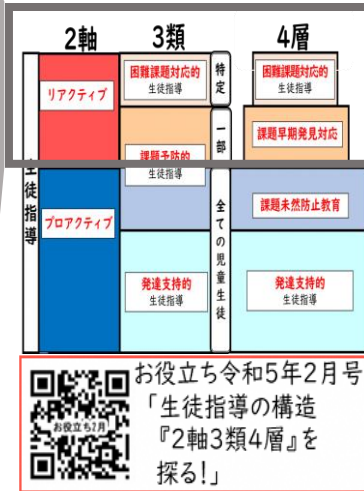 2軸 3類 4層
生徒指導
リアクティブ
プロアクティブ
困難課題対応的
生徒指導
課題予防的
生徒指導
発達支持的
生徒指導
特定
一部
全ての児童生徒
困難課題対応的
生徒指導
課題早期発見対応
課題未然防止教育
発達支持的
生徒指導
お役立ち2月
お役立ち令和5年2月号
「生徒指導の構造
『2軸3類4層』を
探る!」